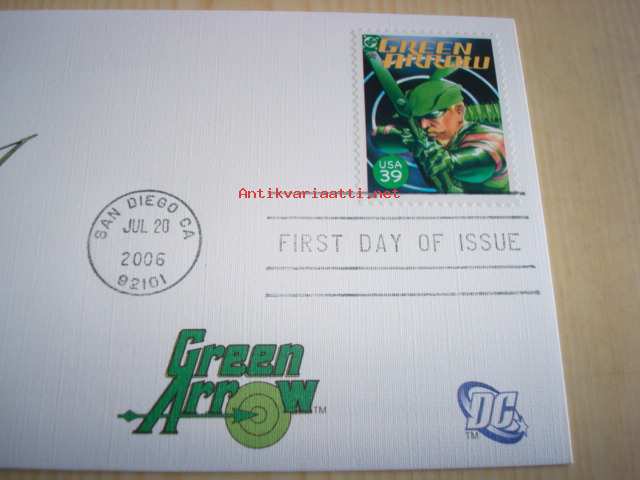 GREEN
ARROW
USA
39
Antikvariaatti.net
SAN DIEGO CA
JUL 20
2006
92101
FIRST DAY OF ISSUE
Green
Arrow TM
DC TM